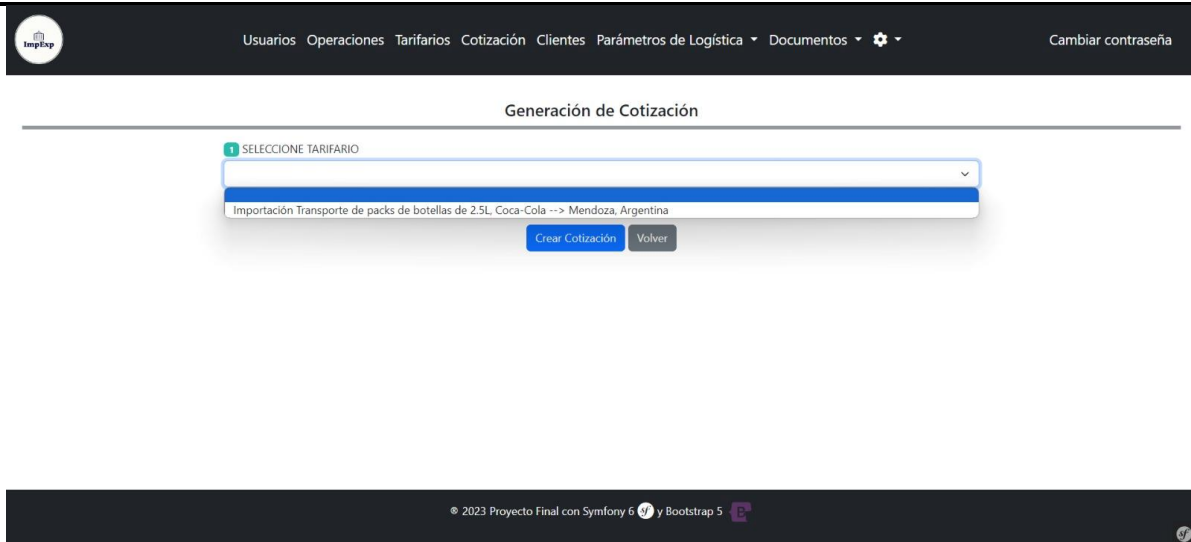 ImpExp
Usuarios Operaciones Tarifarios Cotización Clientes Parámetros de Logística Documentos
Cambiar contraseña
Generación de Cotización
1 SELECCIONE TARIFARIO
Importación Transporte de packs de botellas de 2.5L, Coca-Cola --> Mendoza, Argentina
Crear Cotización Volver
® 2023 Proyecto Final con Symfony 6 sf y Bootstrap 5 B
sf